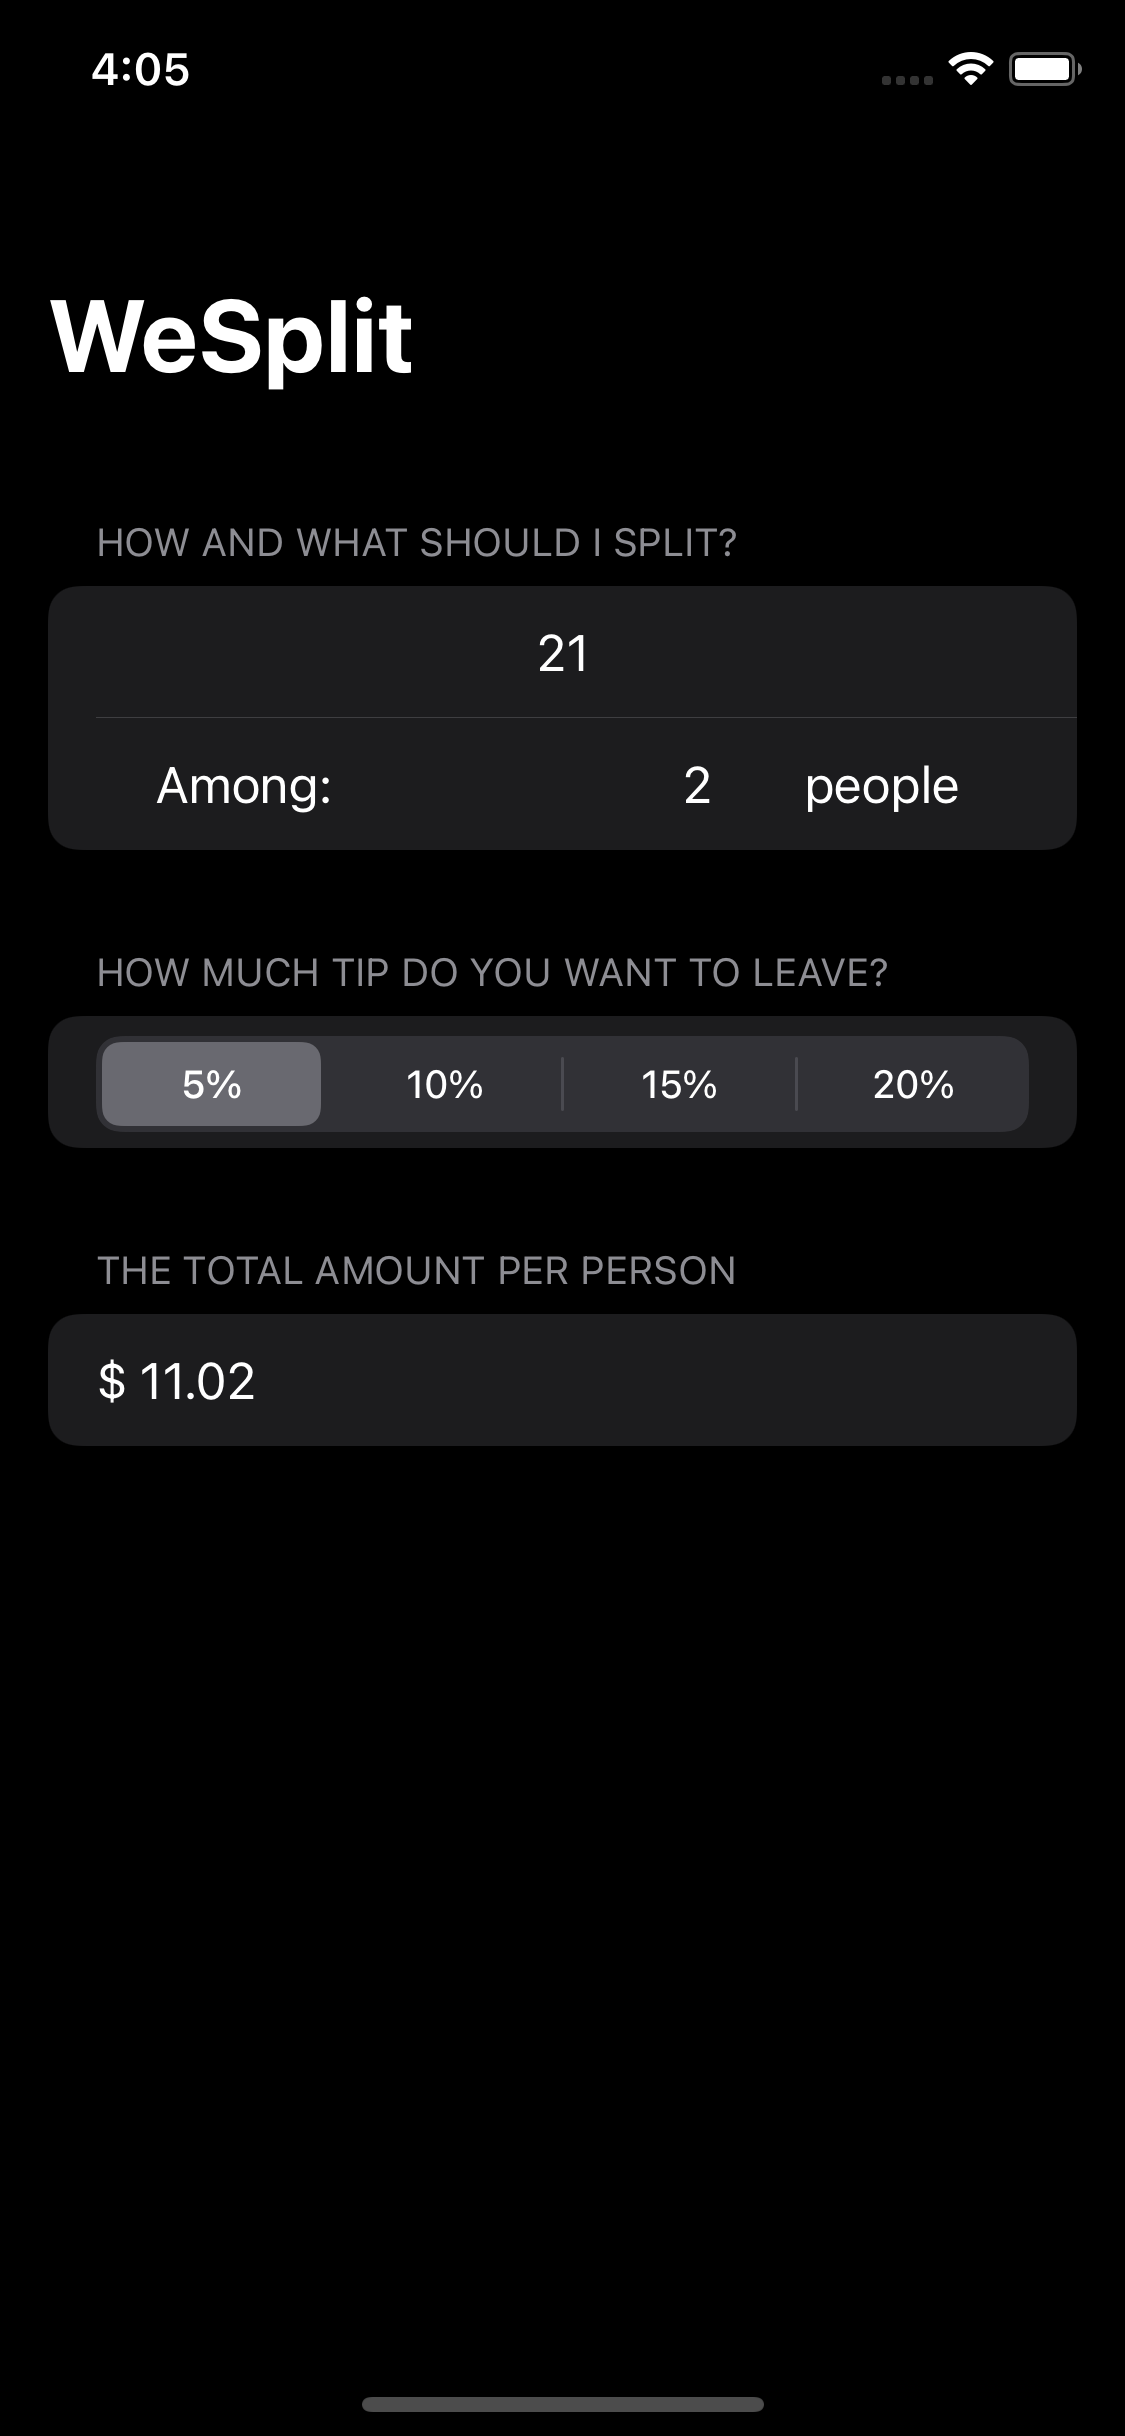 4:05
WeSplit
HOW AND WHAT SHOULD I SPLIT?
21
Among: 2 people
HOW MUCH TIP DO YOU WANT TO LEAVE?
5% 10% 15% 20%
THE TOTAL AMOUNT PER PERSON
$ 11.02